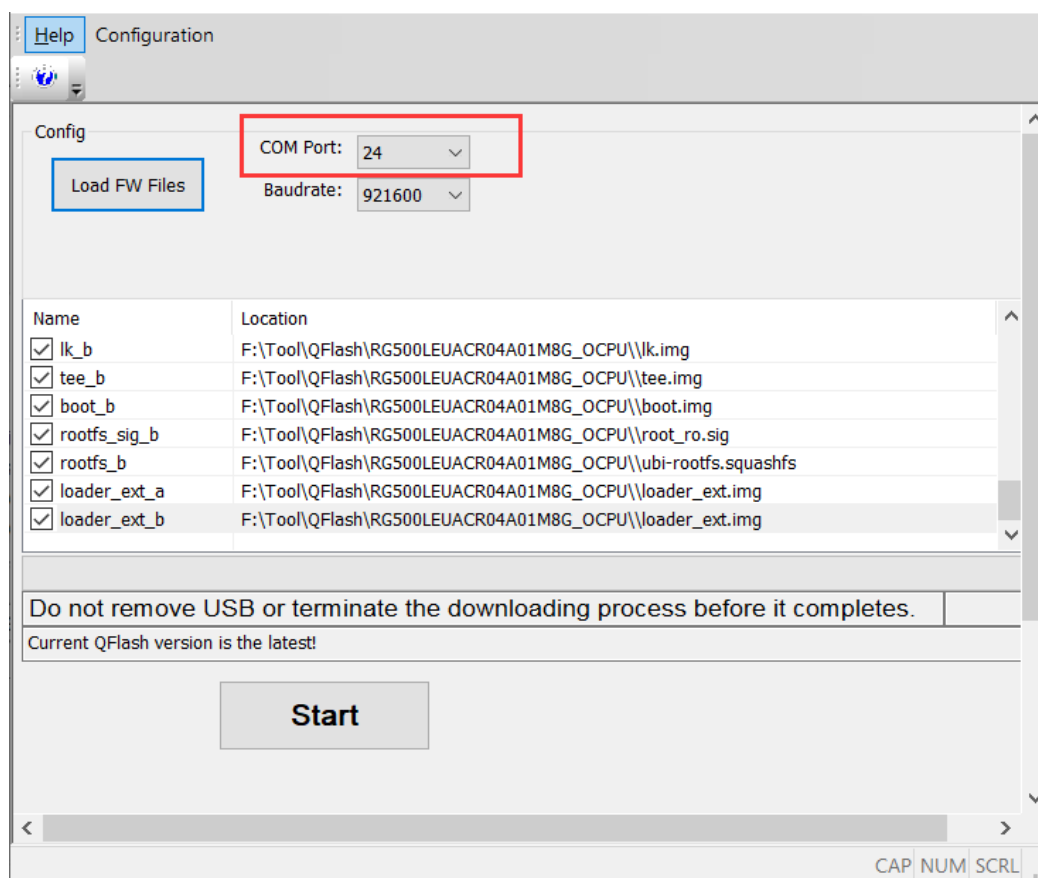 Help Configuration
Config
COM Port: 24
Load FW Files
Baudrate: 921600
Name Location
lk_b F:\Tool\QFlash\RG500LEUACR04A01M8G_OCPU\\lk.img
tee_b F:\Tool\QFlash\RG500LEUACR04A01M8G_OCPU\\tee.img
boot_b F:\Tool\QFlash\RG500LEUACR04A01M8G_OCPU\\boot.img
rootfs_sig_b F:\Tool\QFlash\RG500LEUACR04A01M8G_OCPU\\root_ro.sig
rootfs_b F:\Tool\QFlash\RG500LEUACR04A01M8G_OCPU\\ubi-rootfs.squashfs
loader_ext_a F:\Tool\QFlash\RG500LEUACR04A01M8G_OCPU\\loader_ext.img
loader_ext_b F:\Tool\QFlash\RG500LEUACR04A01M8G_OCPU\\loader_ext.img
Do not remove USB or terminate the downloading process before it completes.
Current QFlash version is the latest!
Start
CAP NUM SCRL